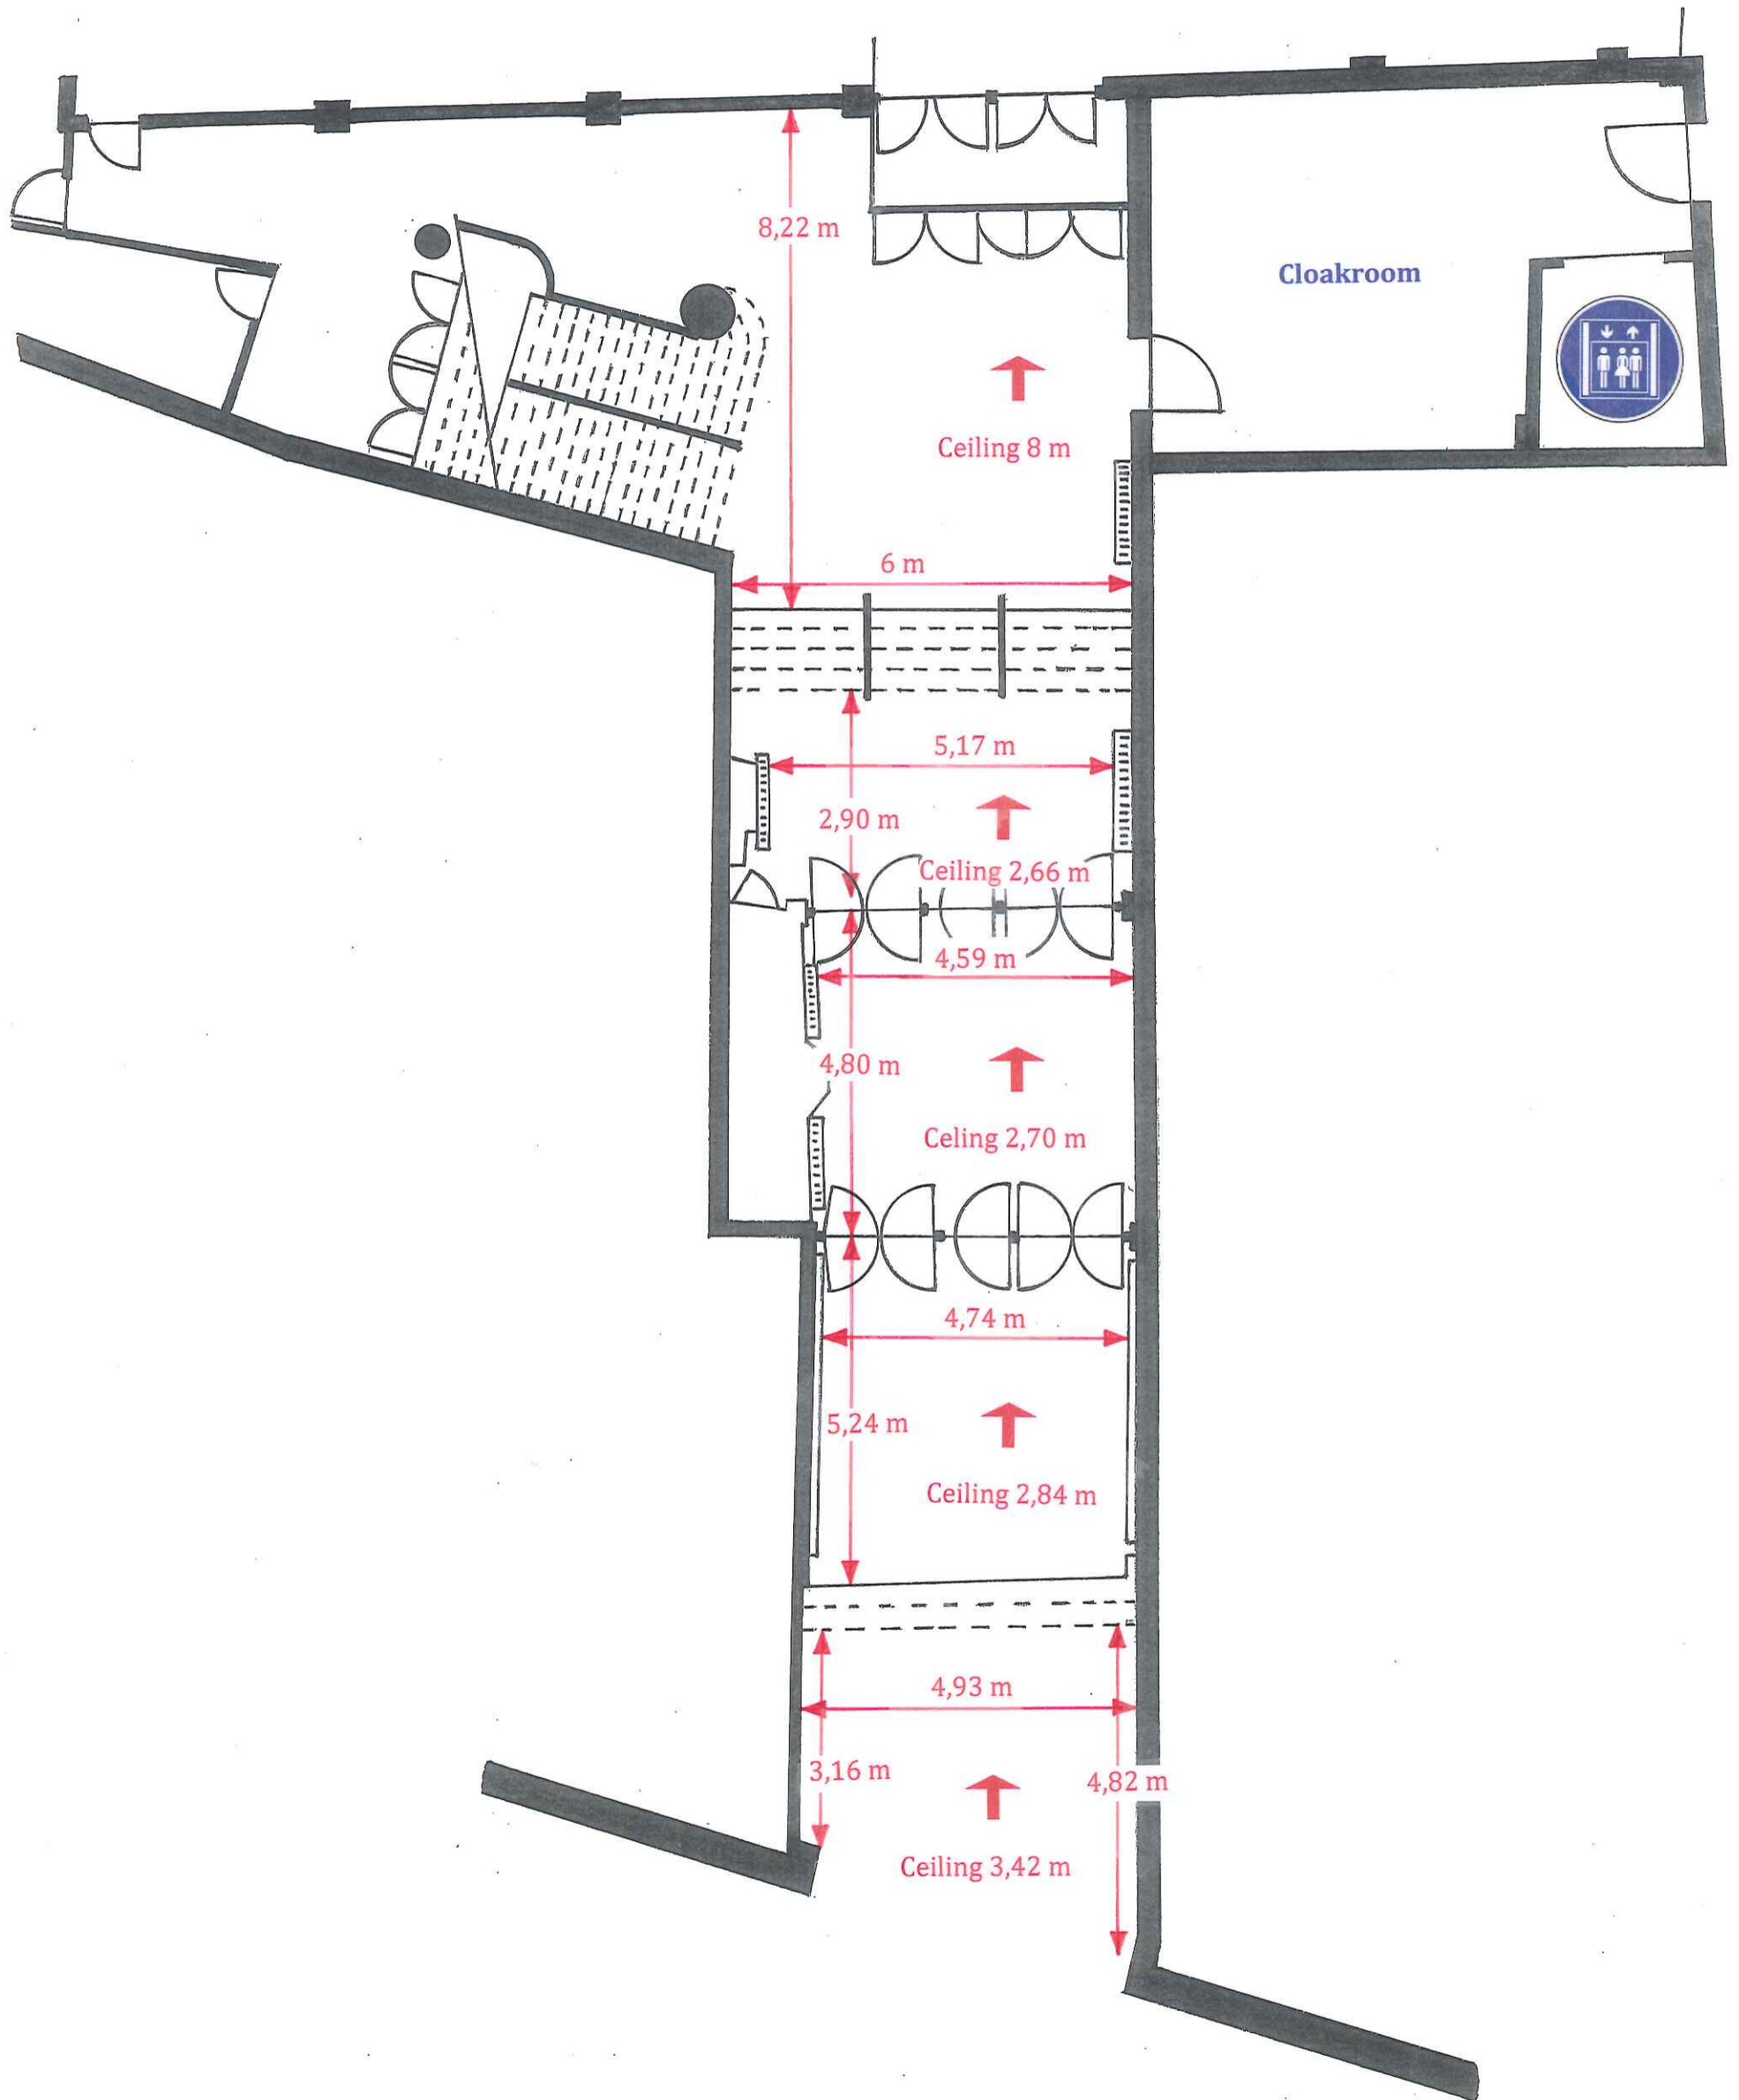 8,22 m
Cloakroom
Ceiling 8 m
6 m
5,17 m
2,90 m
Ceiling 2,66 m
4,59 m
4,80 m
Celing 2,70 m
4,74 m
5,24 m
Ceiling 2,84 m
4,93 m
3,16 m
4,82 m
Ceiling 3,42 m